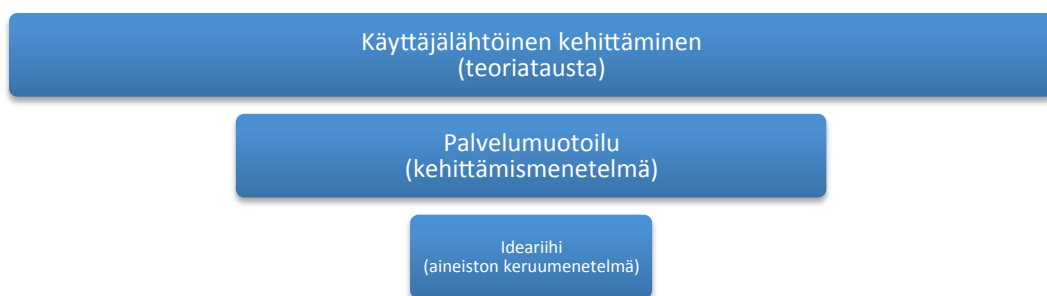 Käyttäjälähtöinen kehittäminen
(teoriatausta)
Palvelumuotoilu
(kehittämismenetelmä)
Ideariihi
(aineiston keruumenetelmä)